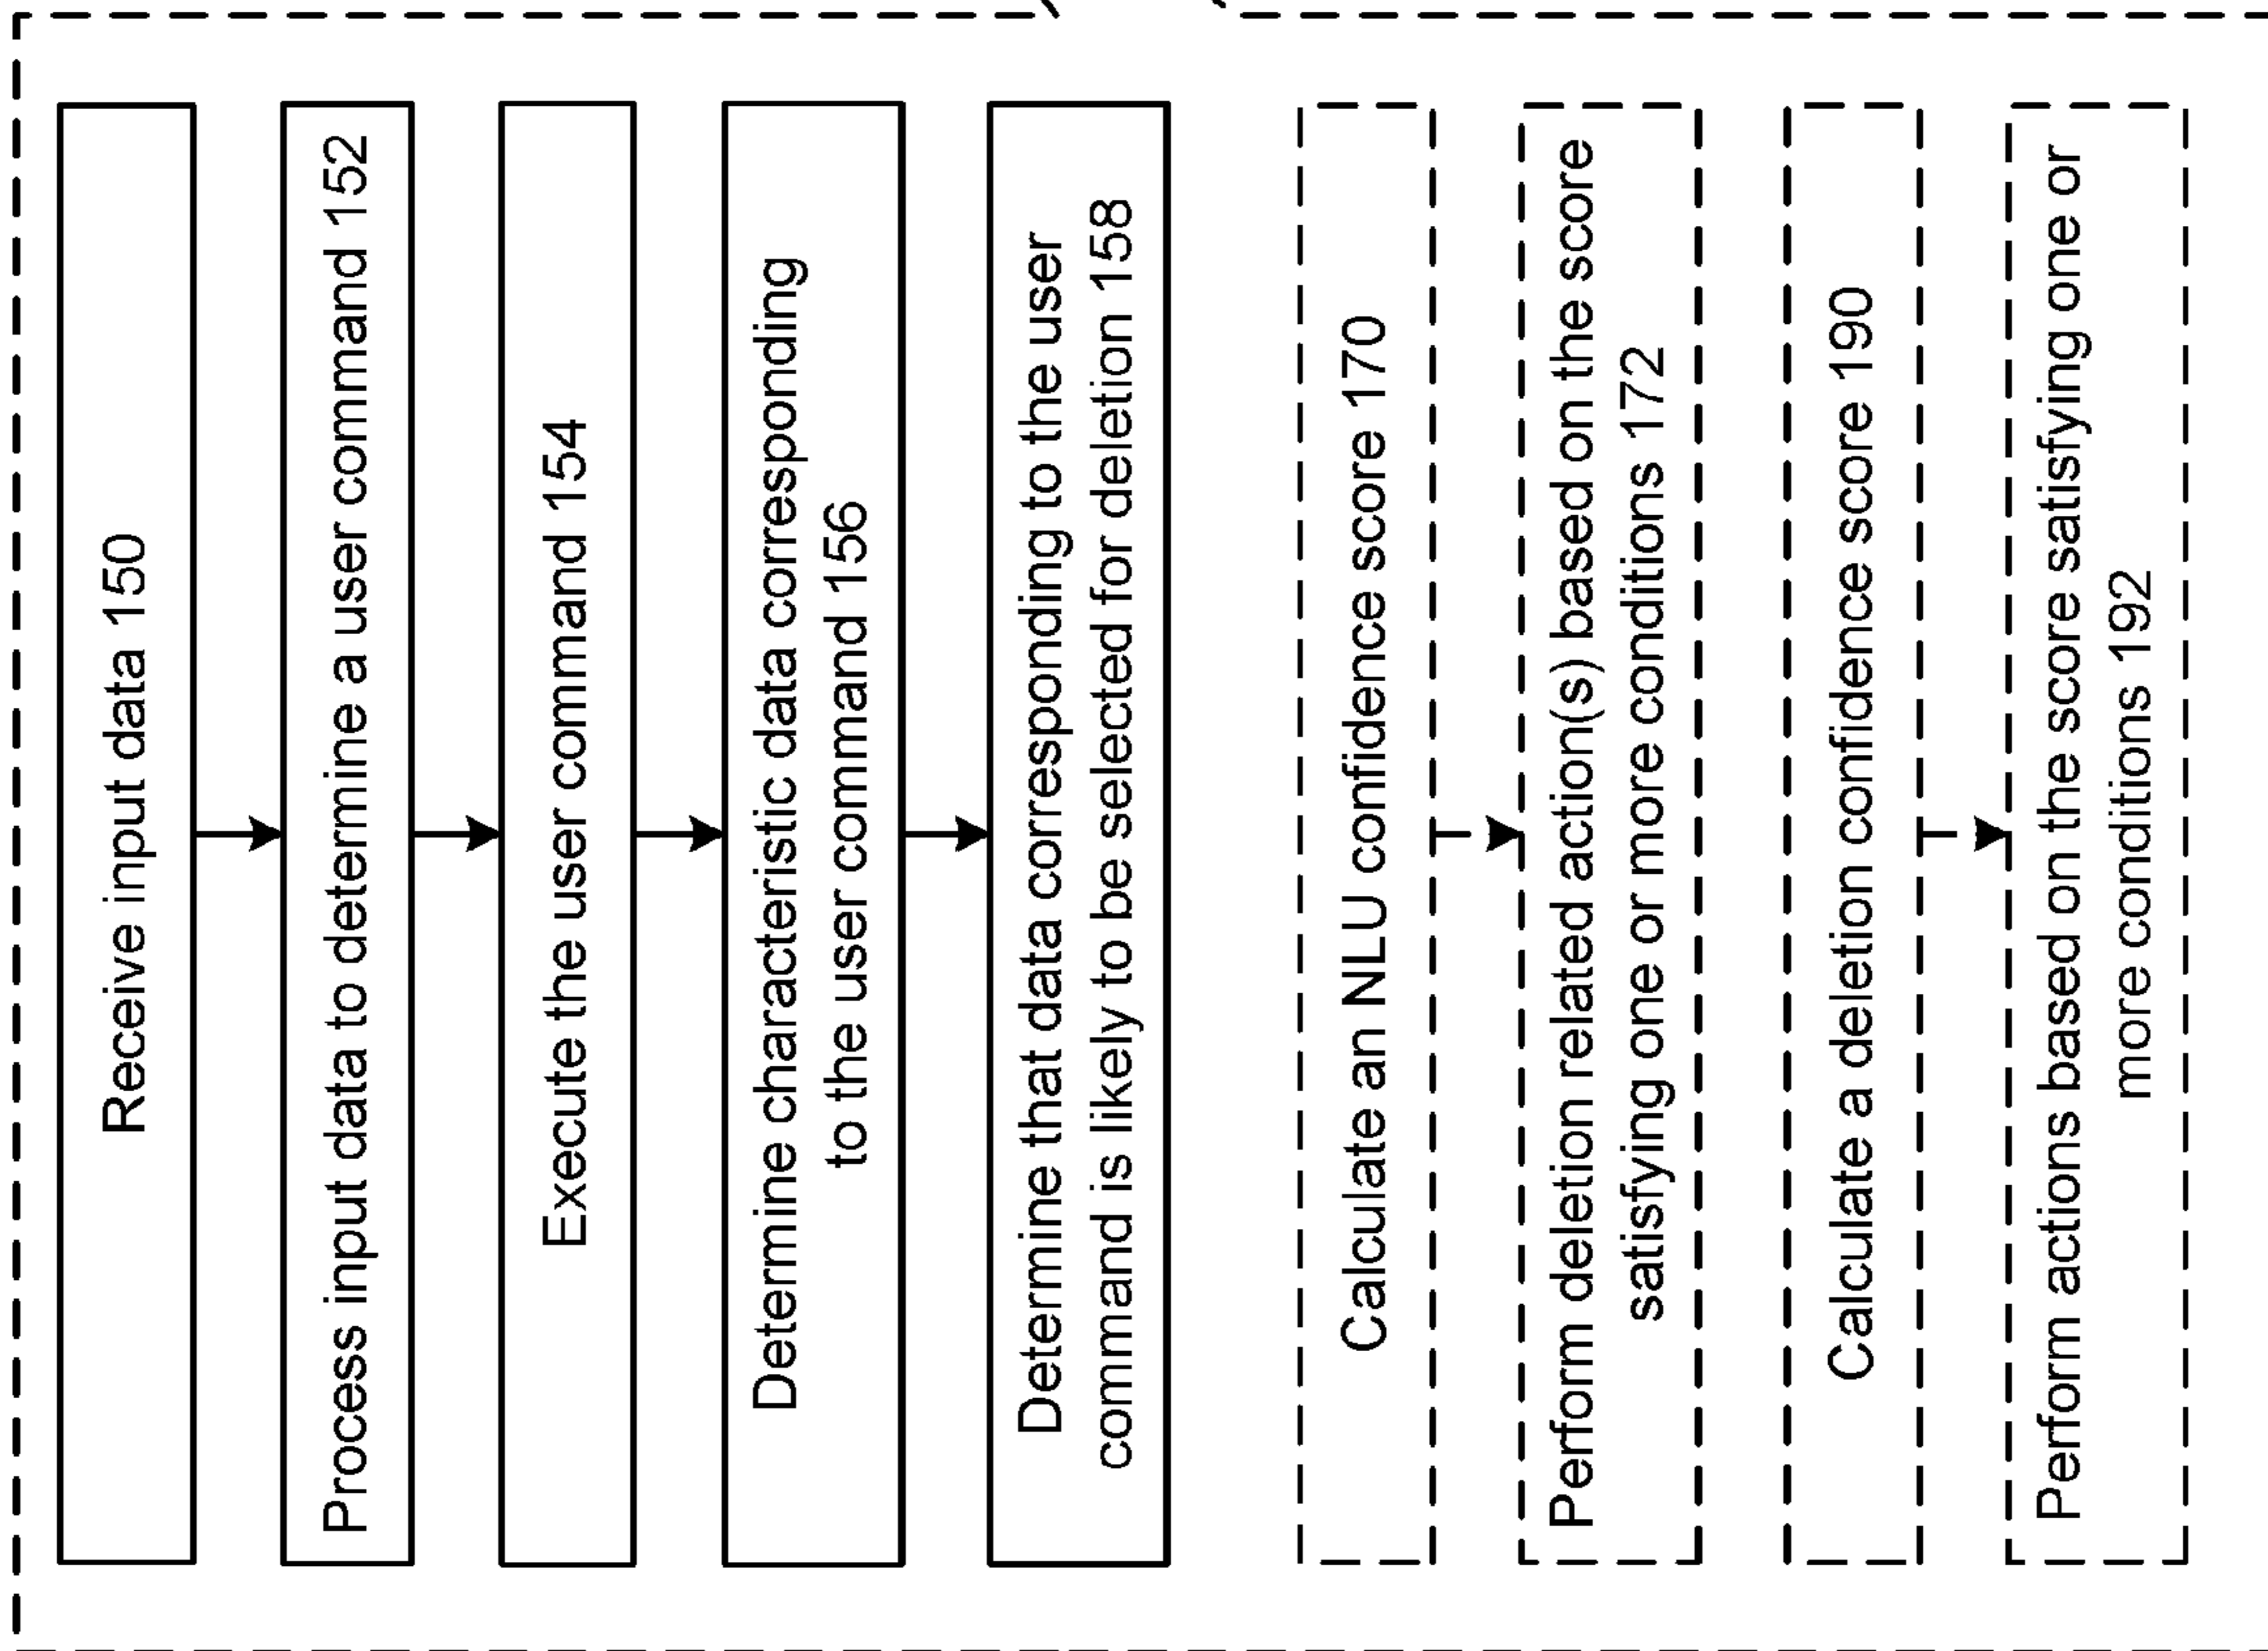 Receive input data 150
Process input data to determine a user command 152
Execute the user command 154
Determine characteristic data corresponding
to the user command 156
Determine that data corresponding to the user
command is likely to be selected for deletion 158
Calculate an NLU confidence score 170
Perform deletion related action(s) based on the score
satisfying one or more conditions 172
Calculate a deletion confidence score 190
Perform actions based on the score satisfying one or
more conditions 192